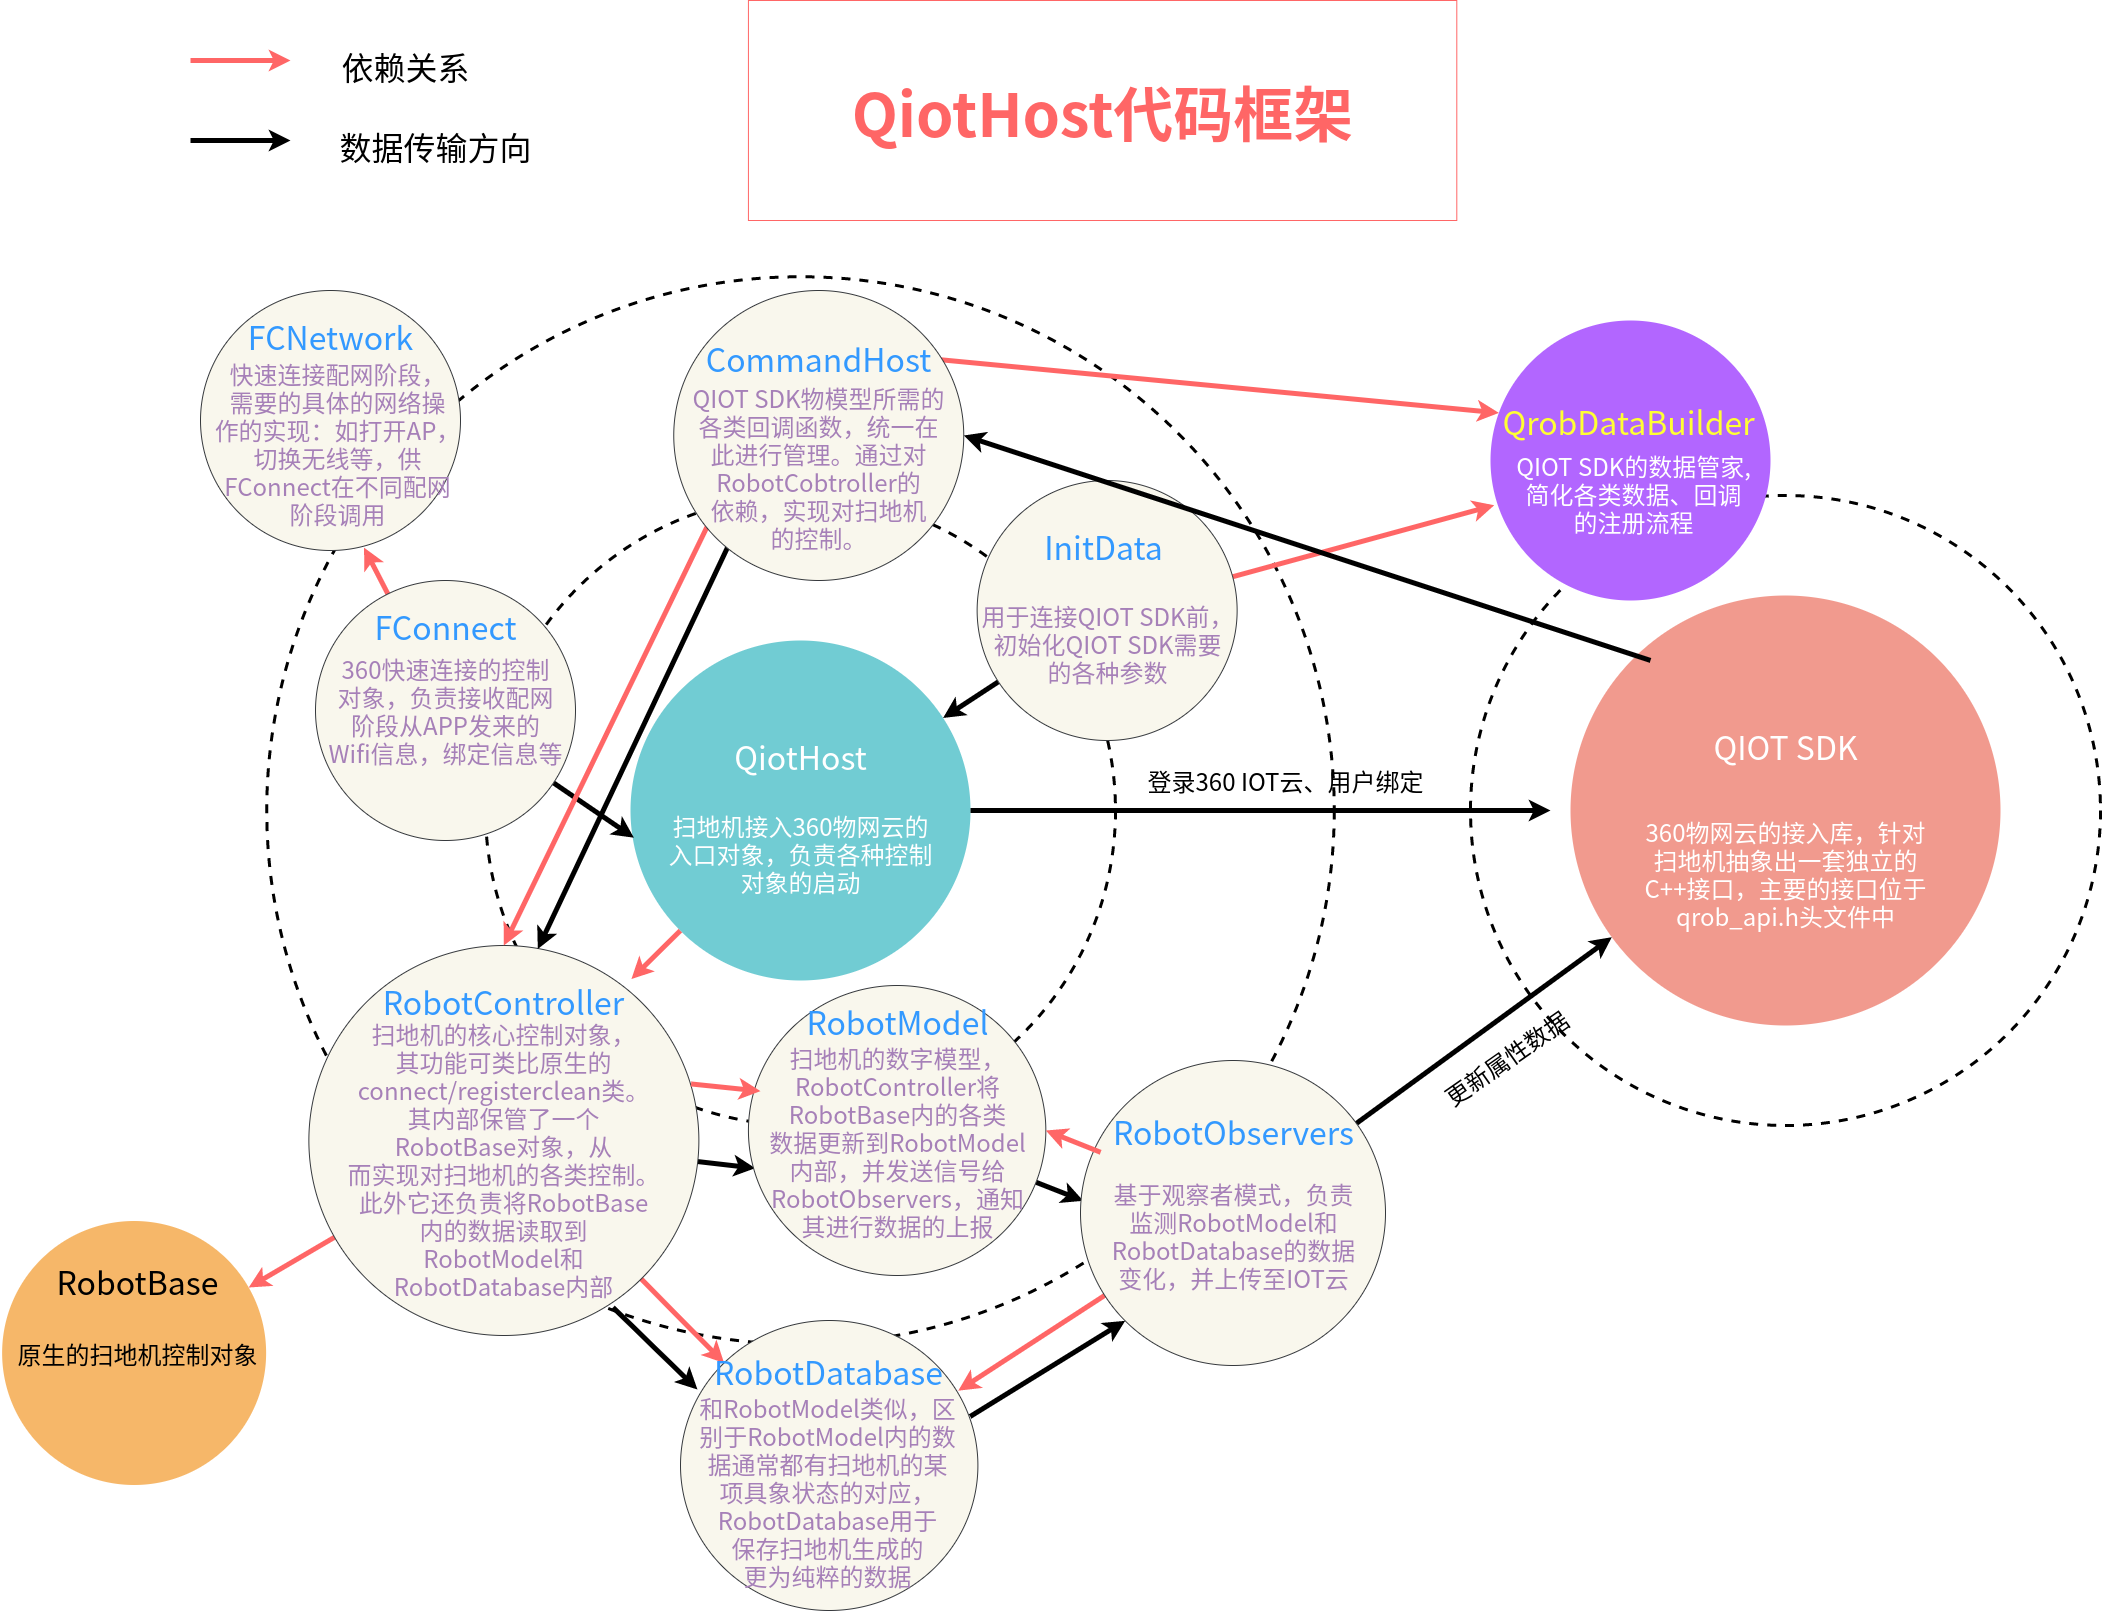 依赖关系
数据传输方向
QiotHost代码框架
FCNetwork
快速连接配网阶段，
需要的具体的网络操
作的实现：如打开AP，
切换无线等，供
FConnect在不同配网
阶段调用
CommandHost
QIOT SDK物模型所需的
各类回调函数，统一在
此进行管理。通过对
RobotCobtroller的
依赖，实现对扫地机
的控制。
QrobDataBuilder
QIOT SDK的数据管家,
简化各类数据、回调
的注册流程
InitData
用于连接QIOT SDK前，
初始化QIOT SDK需要
的各种参数
FConnect
360快速连接的控制
对象，负责接收配网
阶段从APP发来的
Wifi信息，绑定信息等
QiotHost
扫地机接入360物网云的
入口对象，负责各种控制
对象的启动
登录360 IOT云、用户绑定
QIOT SDK
360物网云的接入库，针对
扫地机抽象出一套独立的
C++接口，主要的接口位于
qrob_api.h头文件中
RobotController
扫地机的核心控制对象，
其功能可类比原生的
connect/registerclean类。
其内部保管了一个
RobotBase对象，从
而实现对扫地机的各类控制。
此外它还负责将RobotBase
内的数据读取到
RobotModel和
RobotDatabase内部
RobotModel
扫地机的数字模型，
RobotController将
RobotBase内的各类
数据更新到RobotModel
内部，并发送信号给
RobotObservers，通知
其进行数据的上报
更新属性数据
RobotObservers
基于观察者模式，负责
监测RobotModel和
RobotDatabase的数据
变化，并上传至IOT云
RobotBase
原生的扫地机控制对象
RobotDatabase
和RobotModel类似，区
别于RobotModel内的数
据通常都有扫地机的某
项具象状态的对应，
RobotDatabase用于
保存扫地机生成的
更为纯粹的数据